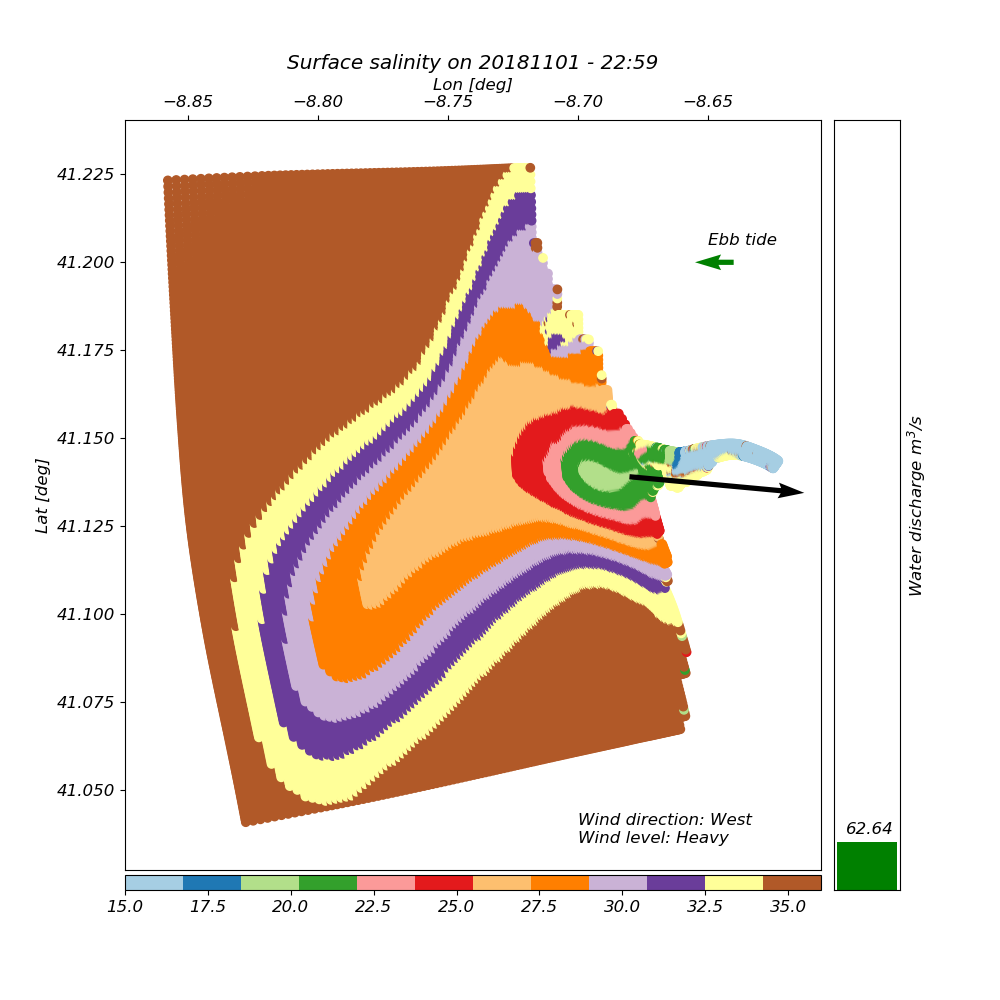 Surface salinity on 20181101 - 22:59
Lon [deg]
−8.85 −8.80 −8.75 −8.70 −8.65
41.225
41.200
41.175
41.150
41.125
41.100
41.075
41.050
Lat [deg]
Ebb tide
Wind direction: West
Wind level: Heavy
62.64
Water discharge m³/s
15.0 17.5 20.0 22.5 25.0 27.5 30.0 32.5 35.0